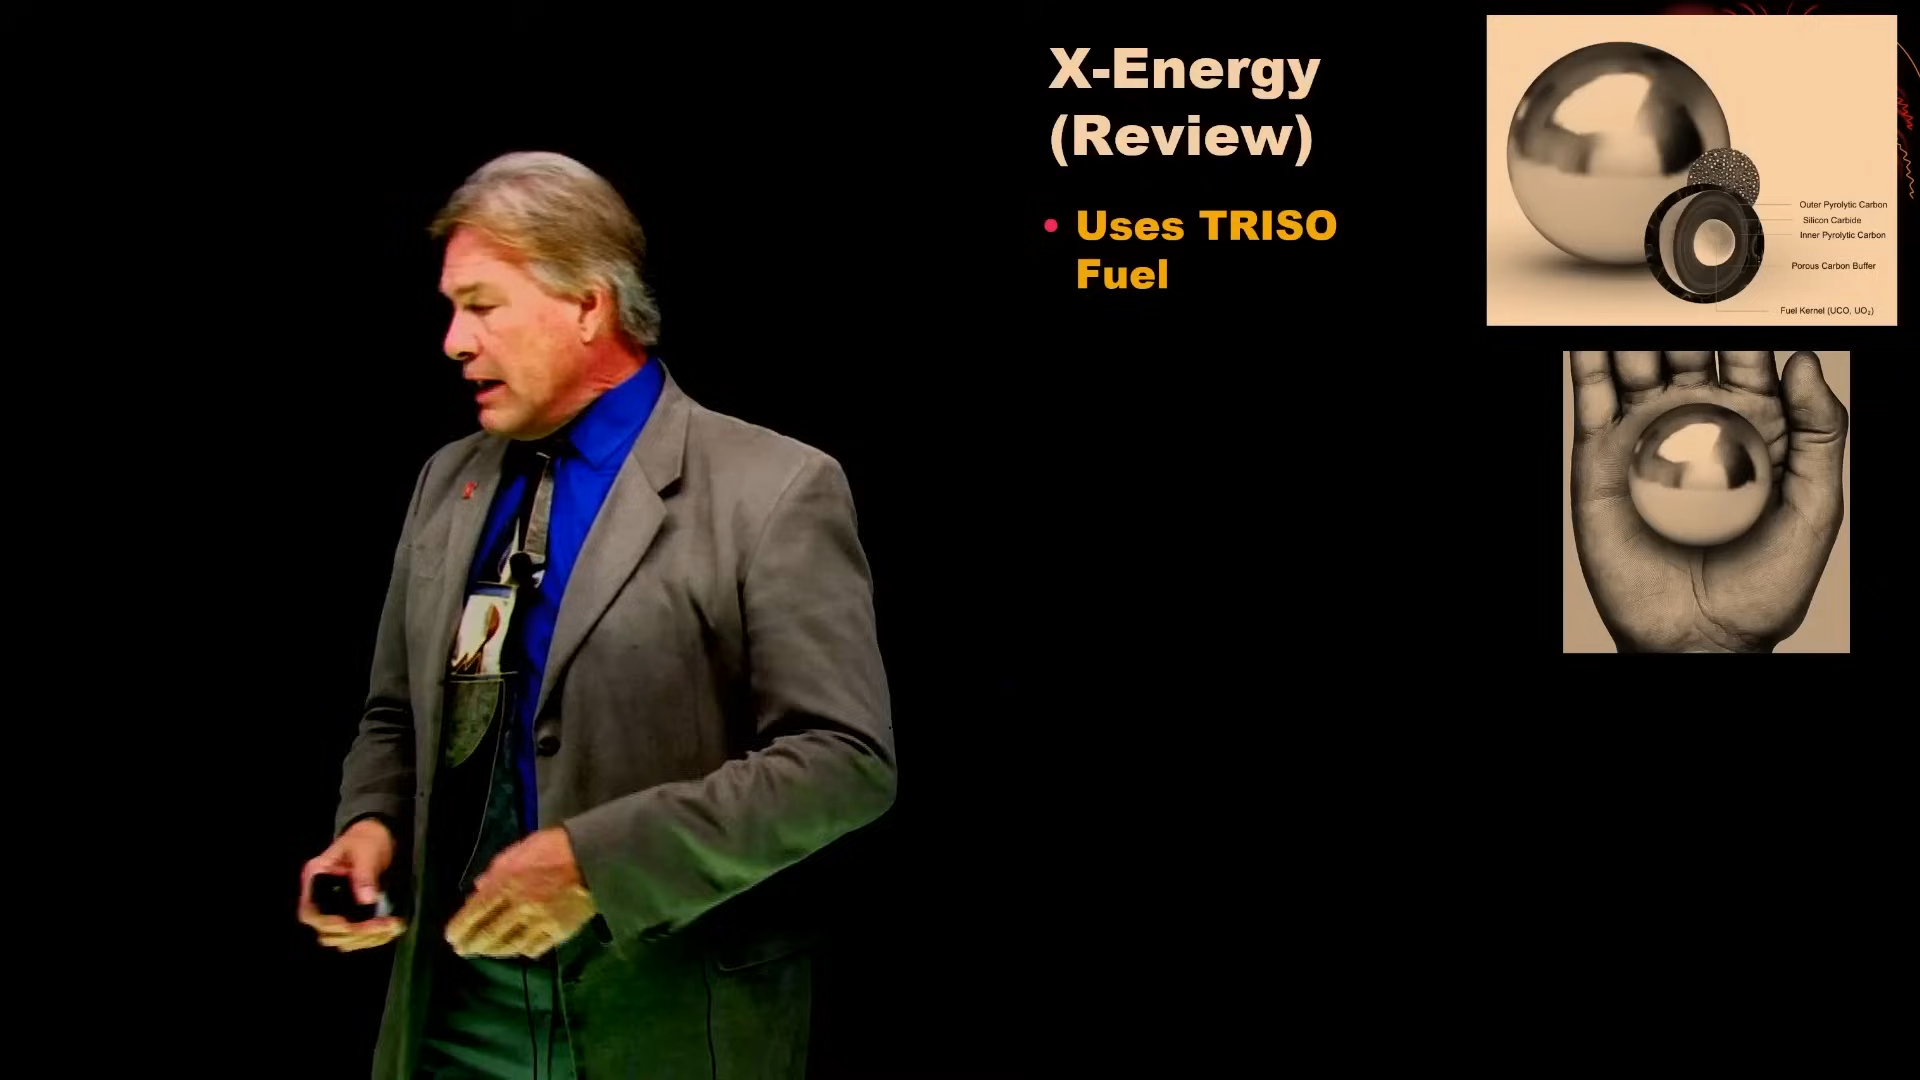 X-Energy
(Review)
• Uses TRISO
Fuel
Outer Pyrolytic Carbon
Silicon Carbide
Inner Pyrolytic Carbon
Porous Carbon Buffer
Fuel Kernel (UCO, UO₂)